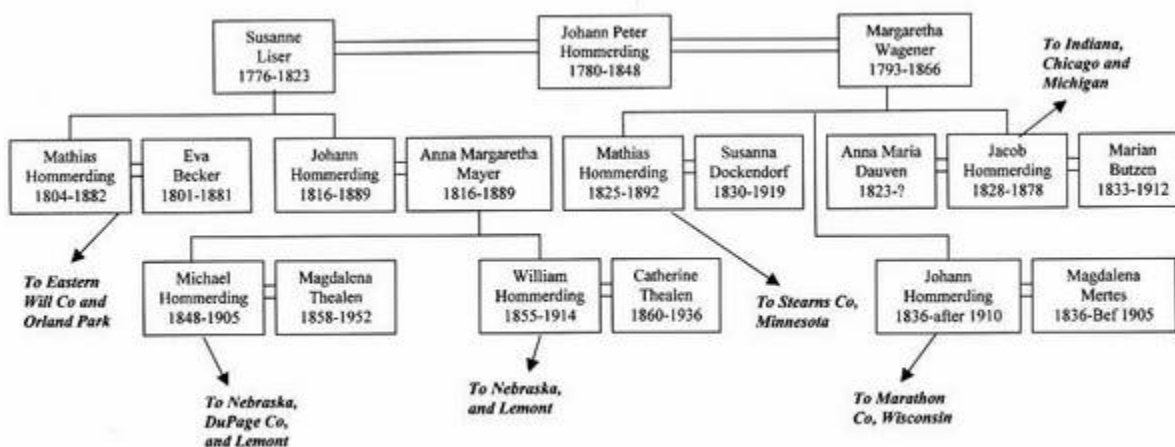 Susanne
Liser
1776-1823
Johann Peter
Hommerding
1780-1848
Margaretha
Wagener
1793-1866
To Indiana,
Chicago and
Michigan
Mathias
Hommerding
1804-1882
Eva
Becker
1801-1881
Johann
Hommerding
1816-1889
Anna Margaretha
Mayer
1816-1889
Mathias
Hommerding
1825-1892
Susanna
Dockendorf
1830-1919
Anna Maria
Dauven
1823-?
Jacob
Hommerding
1828-1878
Marian
Butzen
1833-1912
To Eastern
Will Co and
Orland Park
Michael
Hommerding
1848-1905
Magdalena
Thealen
1858-1952
William
Hommerding
1855-1914
Catherine
Thealen
1860-1936
To Stearns Co,
Minnesota
Johann
Hommerding
1836-after 1910
Magdalena
Mertes
1836-Bef 1905
To Nebraska,
DuPage Co,
and Lemont
To Nebraska,
and Lemont
To Marathon
Co, Wisconsin